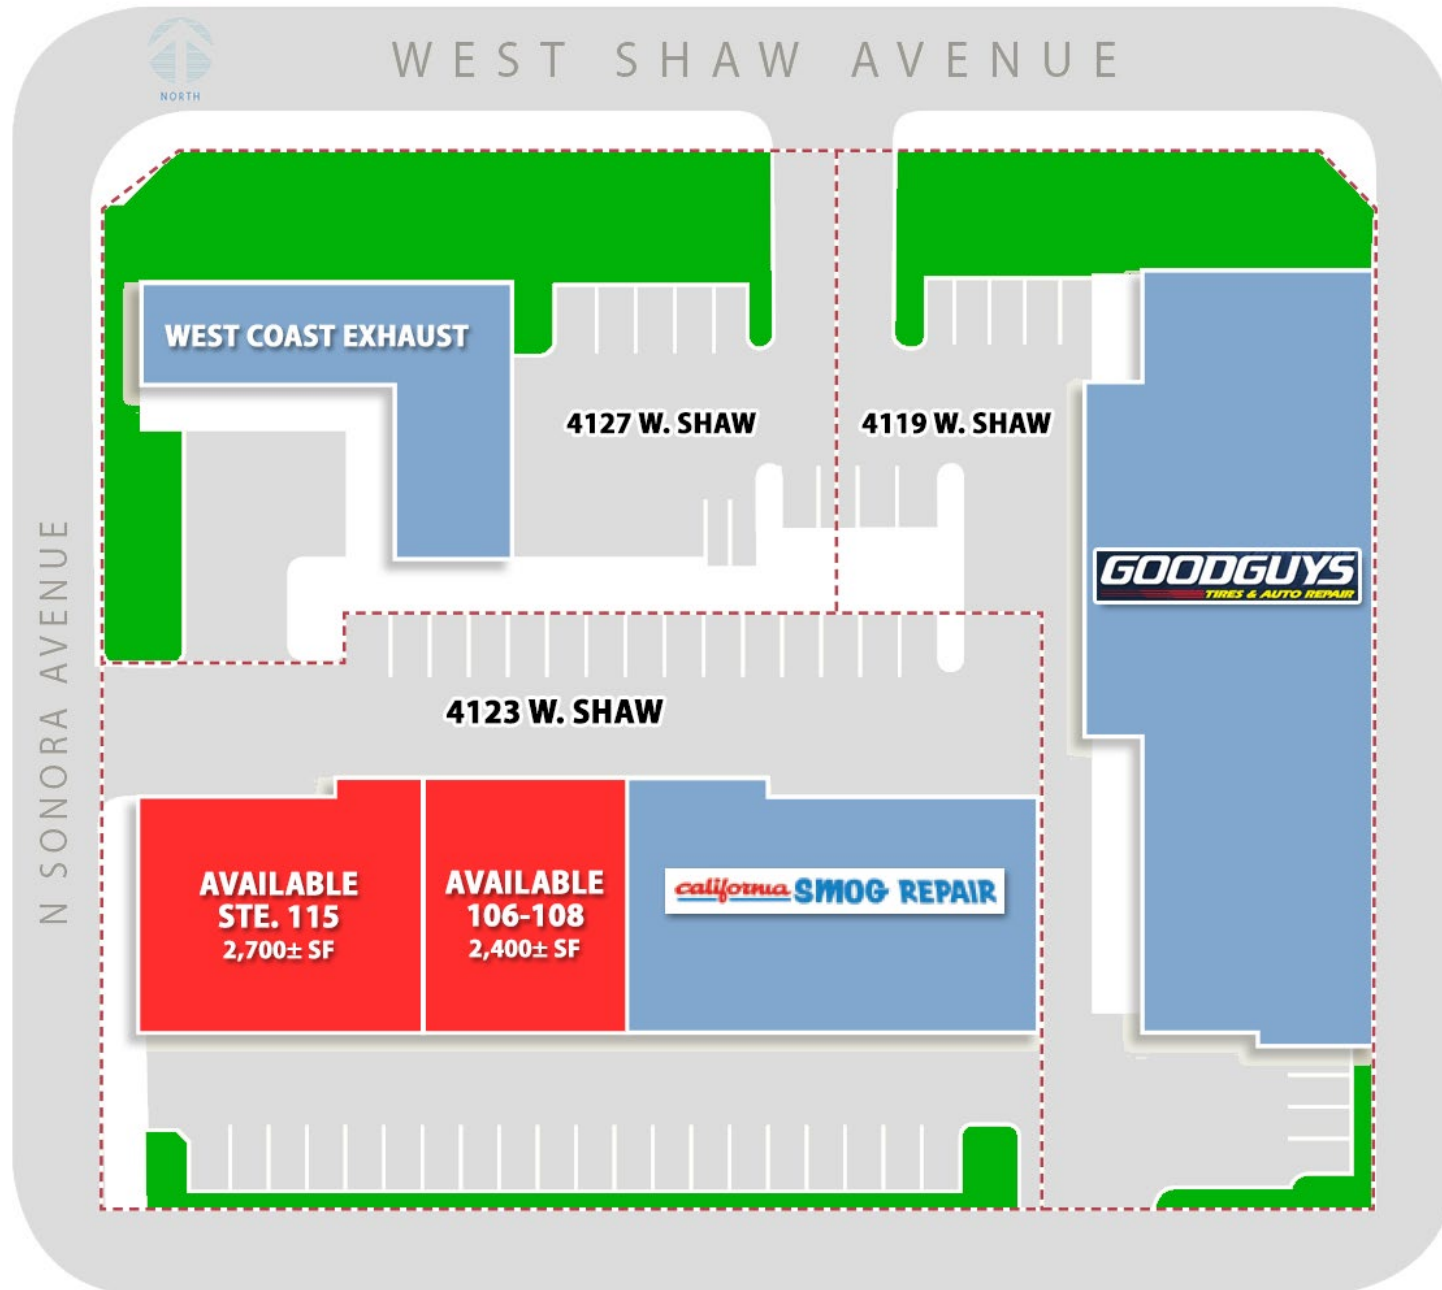 WEST SHAW AVENUE
NORTH
WEST COAST EXHAUST
4127 W. SHAW
4119 W. SHAW
GOODGUYS
TIRES & AUTO REPAIR
N SONORA AVENUE
4123 W. SHAW
AVAILABLE
STE. 115
2,700± SF
AVAILABLE
106-108
2,400± SF
california SMOG REPAIR